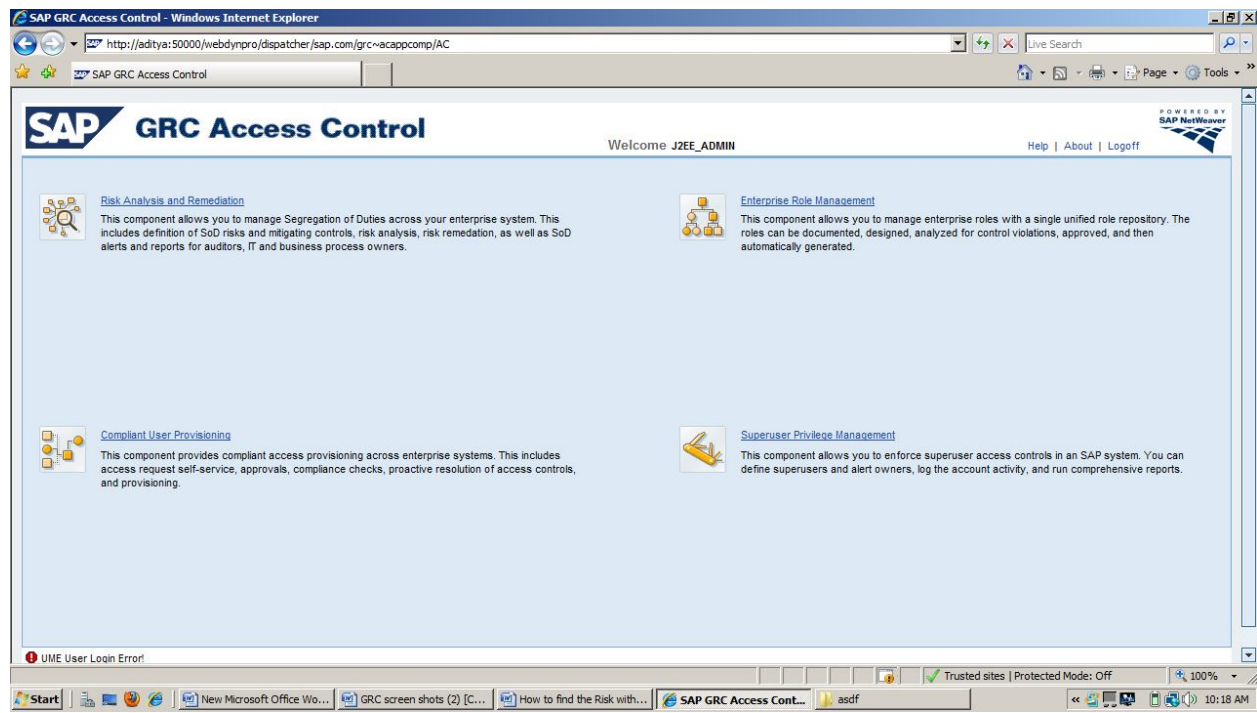 SAP GRC Access Control - Windows Internet Explorer
http://aditya:50000/webdynpro/dispatcher/sap.com/grc~acappcomp/AC
Live Search
SAP GRC Access Control
Page
Tools
SAP
GRC Access Control
Welcome J2EE_ADMIN
Help | About | Logoff
POWERED BY
SAP NetWeaver
Risk Analysis and Remediation
This component allows you to manage Segregation of Duties across your enterprise system. This
includes definition of SoD risks and mitigating controls, risk analysis, risk remedation, as well as SoD
alerts and reports for auditors, IT and business process owners.
Enterprise Role Management
This component allows you to manage enterprise roles with a single unified role repository. The
roles can be documented, designed, analyzed for control violations, approved, and then
automatically generated.
Compliant User Provisioning
This component provides compliant access provisioning across enterprise systems. This includes
access request self-service, approvals, compliance checks, proactive resolution of access controls,
and provisioning.
Superuser Privilege Management
This component allows you to enforce superuser access controls in an SAP system. You can
define superusers and alert owners, log the account activity, and run comprehensive reports.
UME User Login Error!
Trusted sites | Protected Mode: Off
100%
Start
New Microsoft Office Wo...
GRC screen shots (2) [C...
How to find the Risk with...
SAP GRC Access Cont...
asdf
10:18 AM